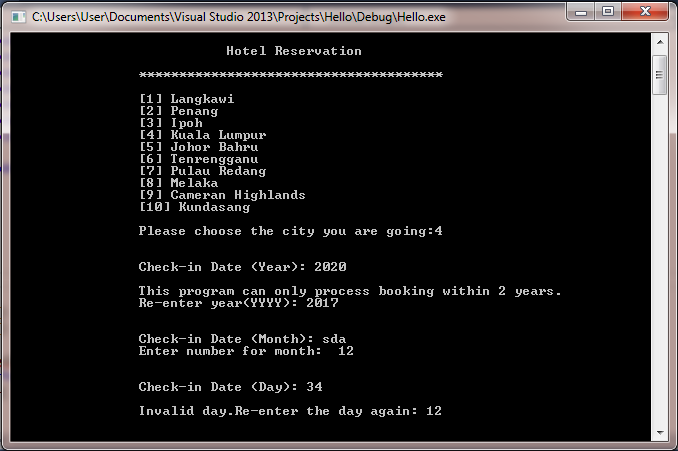 C:\Users\User\Documents\Visual Studio 2013\Projects\Hello\Debug\Hello.exe
Hotel Reservation
**************************************
[1] Langkawi
[2] Penang
[3] Ipoh
[4] Kuala Lumpur
[5] Johor Bahru
[6] Tenrengganu
[7] Pulau Redang
[8] Melaka
[9] Cameran Highlands
[10] Kundasang
Please choose the city you are going:4
Check-in Date (Year): 2020
This program can only process booking within 2 years.
Re-enter year(YYYY): 2017
Check-in Date (Month): sda
Enter number for month:  12
Check-in Date (Day): 34
Invalid day.Re-enter the day again: 12